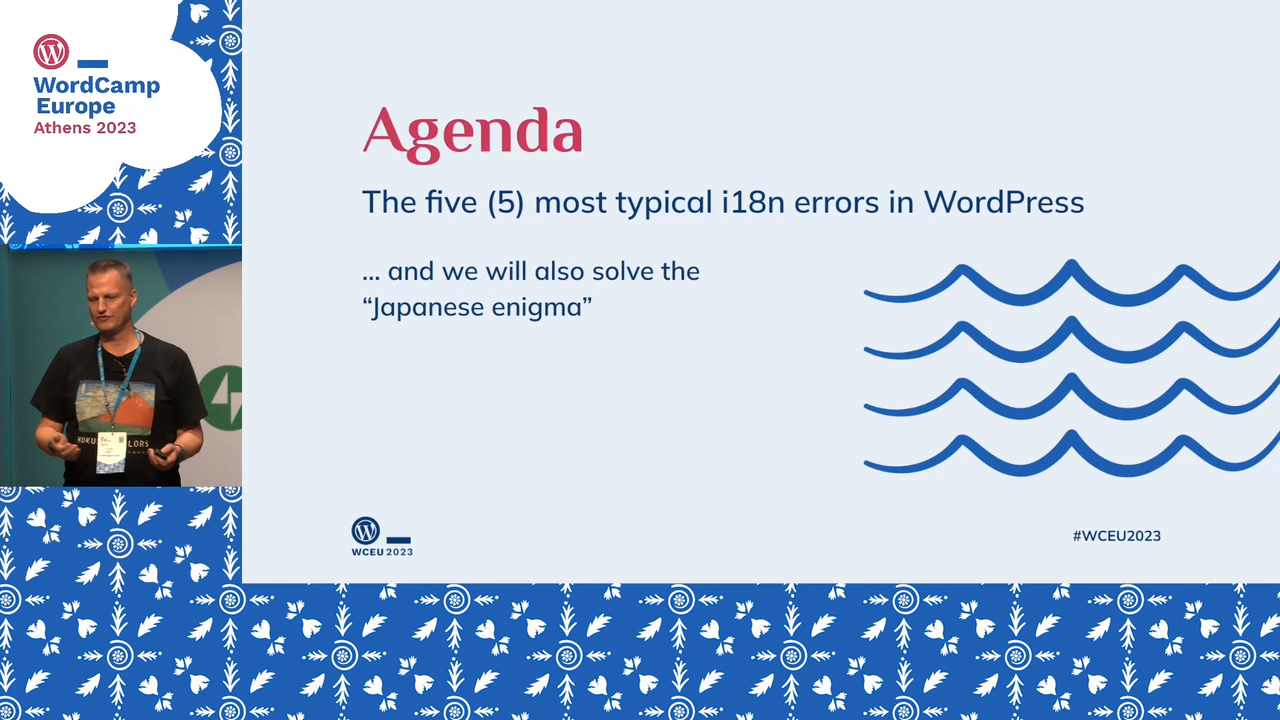 WordCamp
Europe
Athens 2023
Agenda
The five (5) most typical i18n errors in WordPress
... and we will also solve the
“Japanese enigma”
WCEU 2023
#WCEU2023